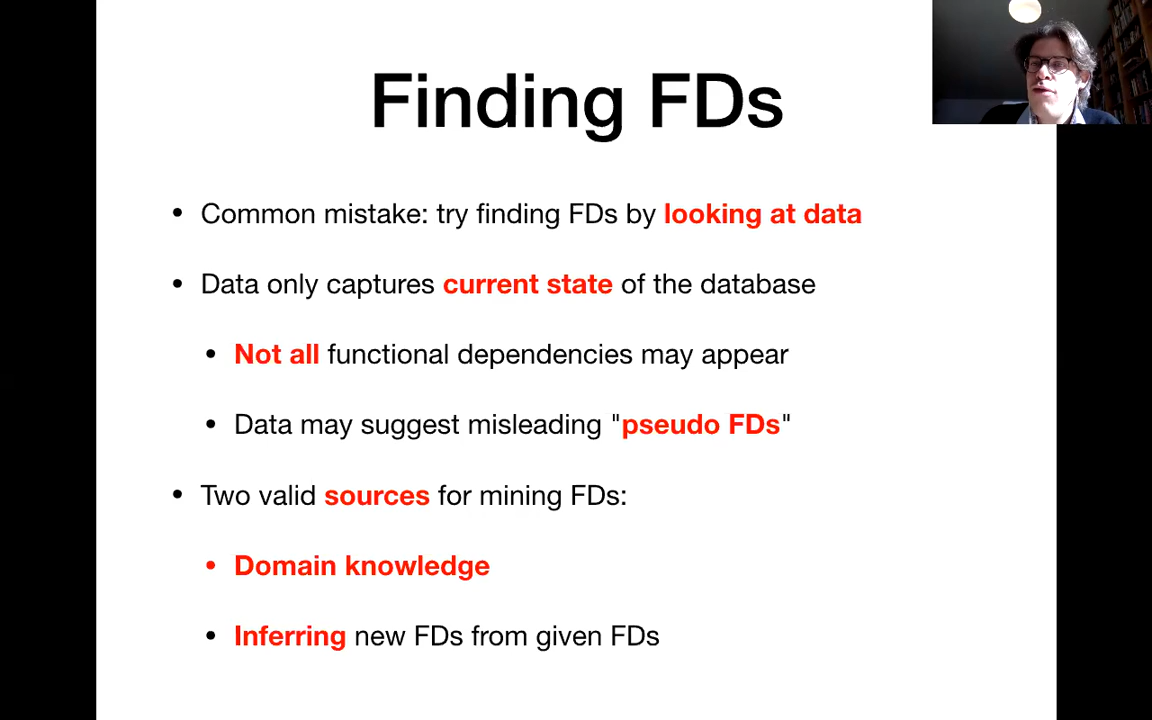 Finding FDs
• Common mistake: try finding FDs by looking at data
• Data only captures current state of the database
• Not all functional dependencies may appear
• Data may suggest misleading "pseudo FDs"
• Two valid sources for mining FDs:
• Domain knowledge
• Inferring new FDs from given FDs